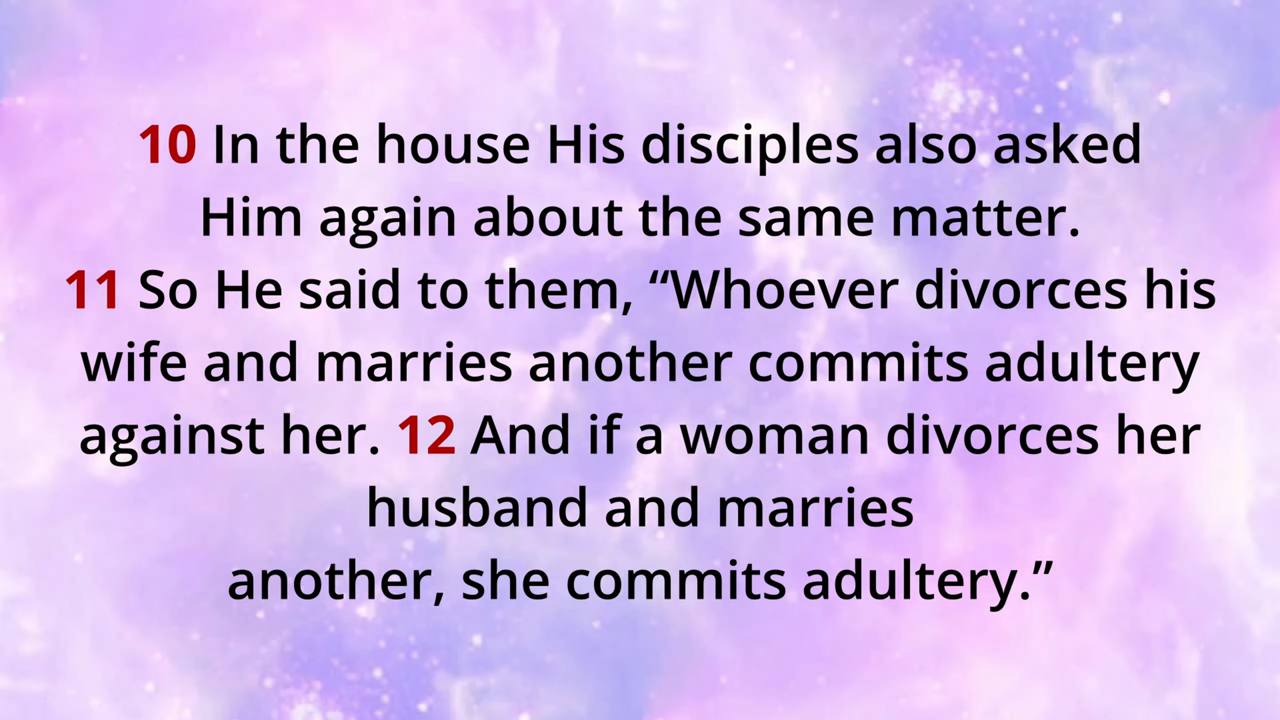 10 In the house His disciples also asked
Him again about the same matter.
11 So He said to them, “Whoever divorces his
wife and marries another commits adultery
against her. 12 And if a woman divorces her
husband and marries
another, she commits adultery.”